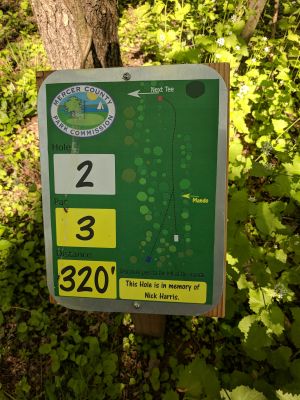 MERCER COUNTY
PARK COMMISSION
Next Tee
Hole
2
Mando
Par
3
Distance
320'
This Hole is in memory of
Nick Harris.